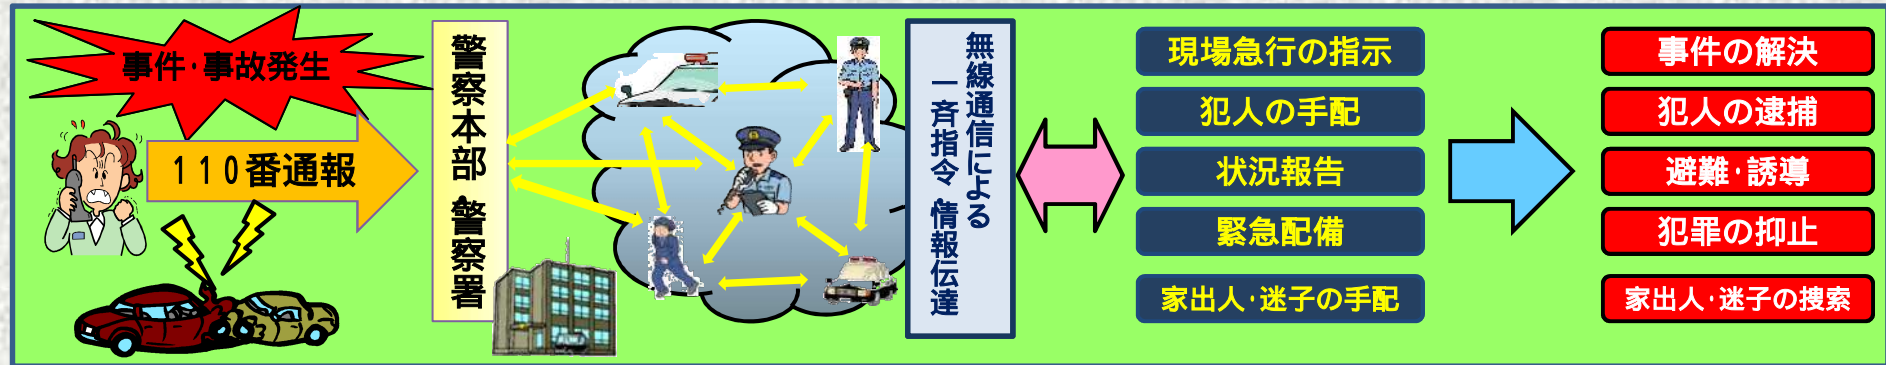 事件･事故発生
110番通報
警察本部・警察署
無線通信による
一斉指令・情報伝達
現場急行の指示
犯人の手配
状況報告
緊急配備
家出人･迷子の手配
事件の解決
犯人の逮捕
避難･誘導
犯罪の抑止
家出人･迷子の捜索